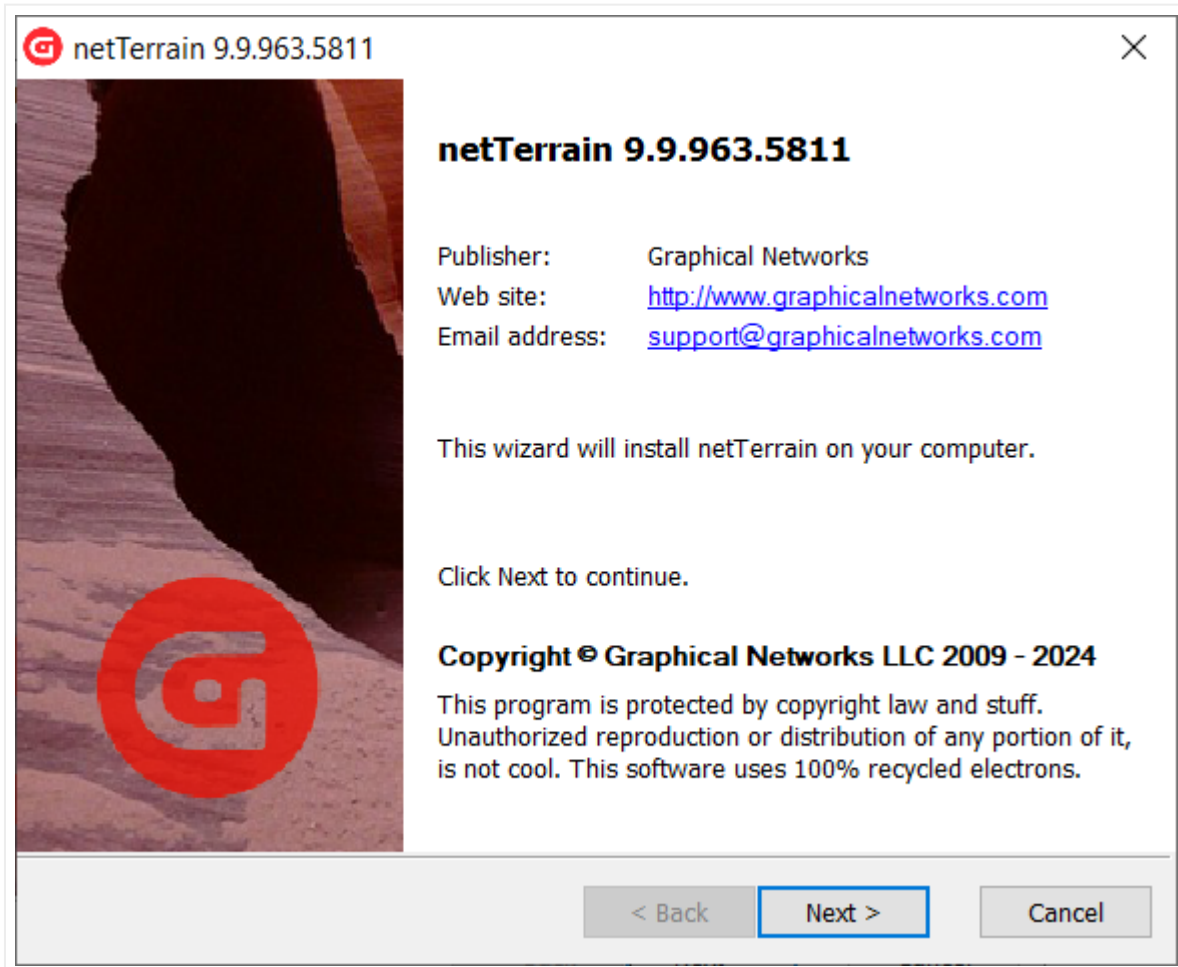 netTerrain 9.9.963.5811
netTerrain 9.9.963.5811
Publisher: Graphical Networks
Web site: http://www.graphicalnetworks.com
Email address: support@graphicalnetworks.com
This wizard will install netTerrain on your computer.
Click Next to continue.
Copyright © Graphical Networks LLC 2009 - 2024
This program is protected by copyright law and stuff.
Unauthorized reproduction or distribution of any portion of it,
is not cool. This software uses 100% recycled electrons.
< Back Next > Cancel